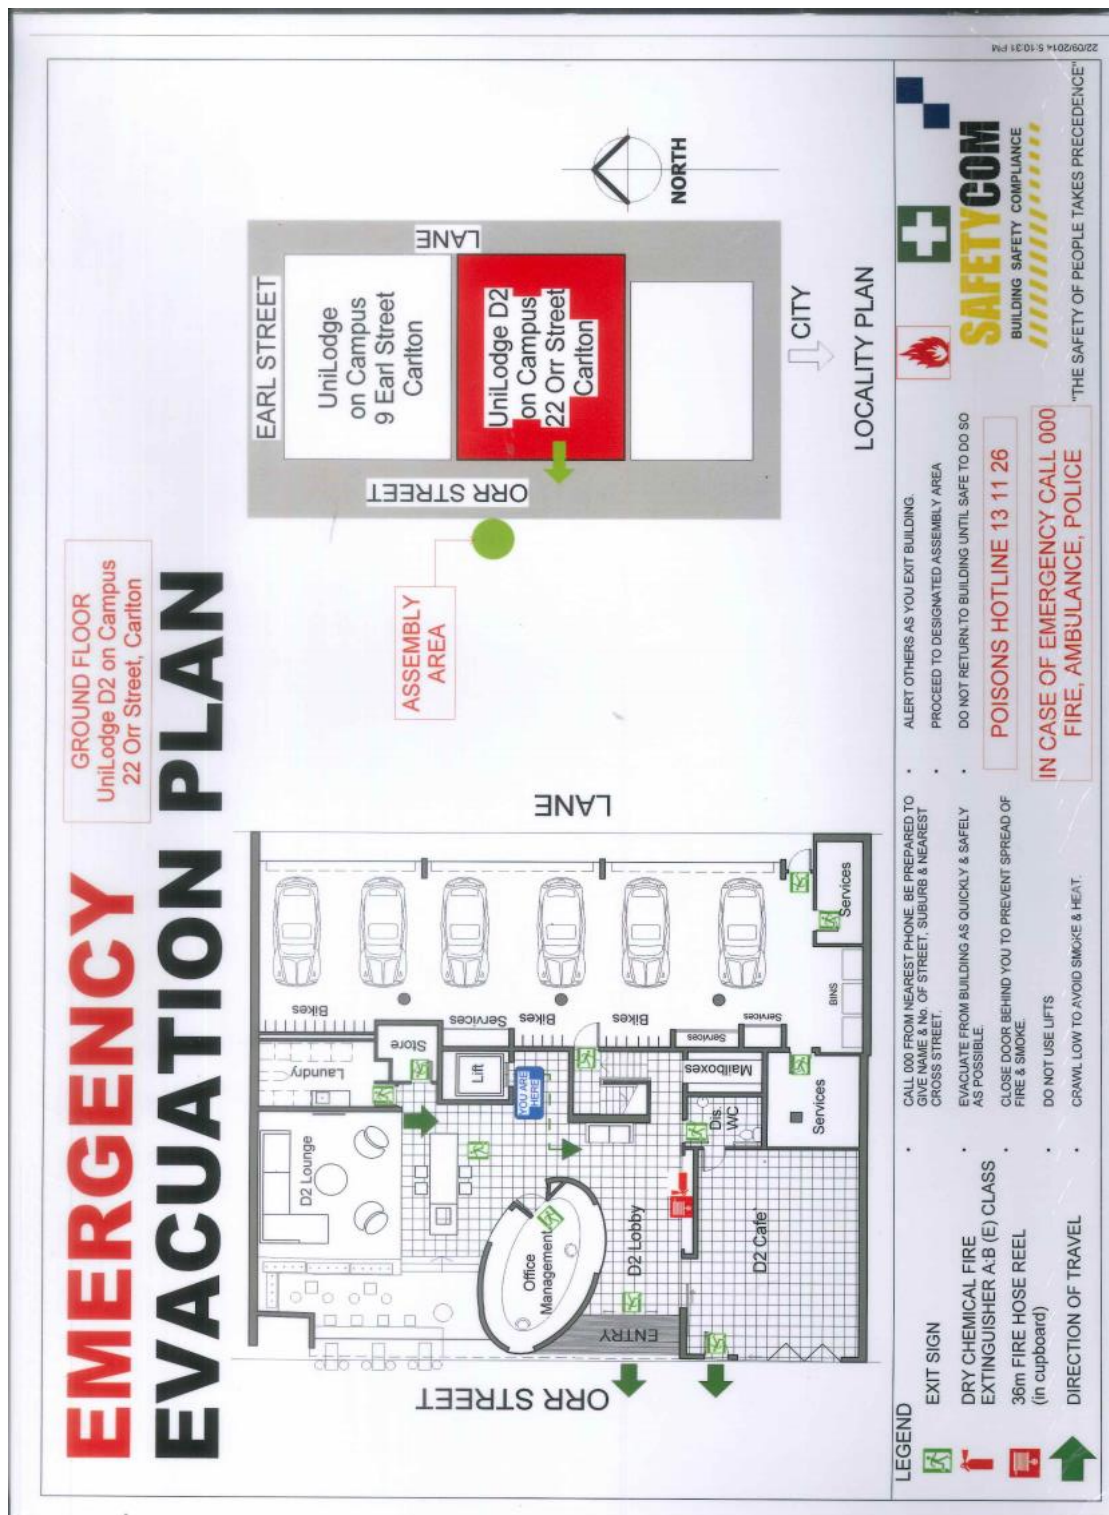 22/09/2014 5:10:31 PM
EMERGENCY
EVACUATION PLAN
GROUND FLOOR
UniLodge D2 on Campus
22 Orr Street, Carlton
Bikes
Services
Bikes
Bikes
Services
Services
BINS
Services
Laundry
Store
Lift
YOU ARE
HERE
Mailboxes
Dis.
WC
Services
D2 Lounge
Office
Management
D2 Lobby
D2 Cafe`
ENTRY
ORR STREET
LANE
ASSEMBLY
AREA
EARL STREET
UniLodge
on Campus
9 Earl Street
Carlton
LANE
UniLodge D2
on Campus
22 Orr Street
Carlton
ORR STREET
NORTH
CITY
LOCALITY PLAN
LEGEND
EXIT SIGN
DRY CHEMICAL FIRE
EXTINGUISHER A:B (E) CLASS
36m FIRE HOSE REEL
(in cupboard)
DIRECTION OF TRAVEL
• CALL 000 FROM NEAREST PHONE. BE PREPARED TO
GIVE NAME & No. OF STREET, SUBURB & NEAREST
CROSS STREET.
• EVACUATE FROM BUILDING AS QUICKLY & SAFELY
AS POSSIBLE.
• CLOSE DOOR BEHIND YOU TO PREVENT SPREAD OF
FIRE & SMOKE.
• DO NOT USE LIFTS
• CRAWL LOW TO AVOID SMOKE & HEAT.
• ALERT OTHERS AS YOU EXIT BUILDING.
• PROCEED TO DESIGNATED ASSEMBLY AREA
• DO NOT RETURN TO BUILDING UNTIL SAFE TO DO SO
POISONS HOTLINE 13 11 26
IN CASE OF EMERGENCY CALL 000
FIRE, AMBULANCE, POLICE
SAFETYCOM
BUILDING SAFETY COMPLIANCE
"THE SAFETY OF PEOPLE TAKES PRECEDENCE"